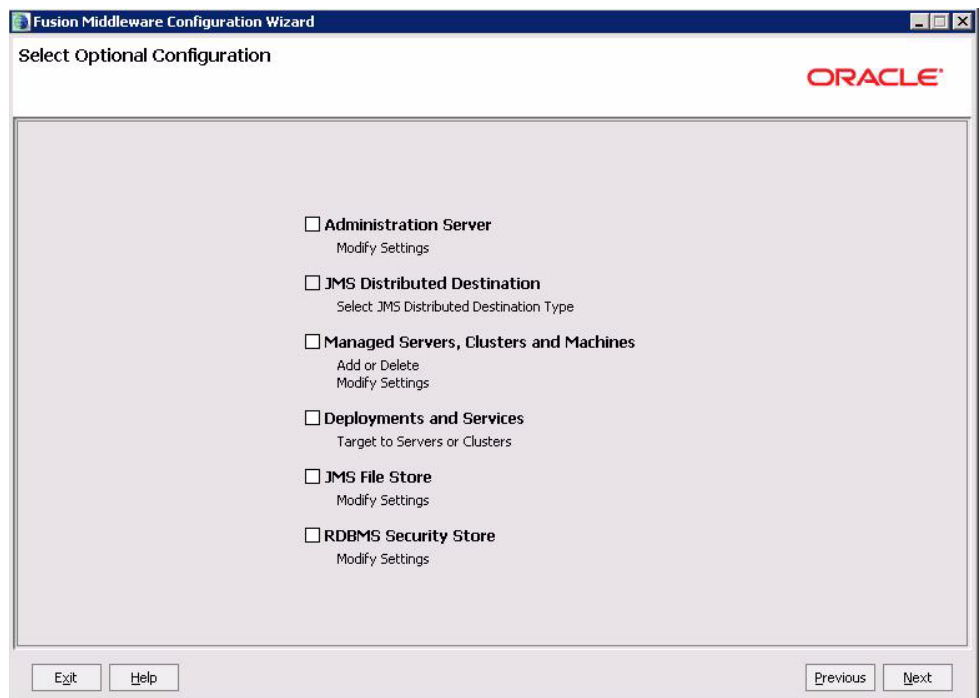 Fusion Middleware Configuration Wizard
Select Optional Configuration
ORACLE
Administration Server
Modify Settings
JMS Distributed Destination
Select JMS Distributed Destination Type
Managed Servers, Clusters and Machines
Add or Delete
Modify Settings
Deployments and Services
Target to Servers or Clusters
JMS File Store
Modify Settings
RDBMS Security Store
Modify Settings
Exit
Help
Previous
Next